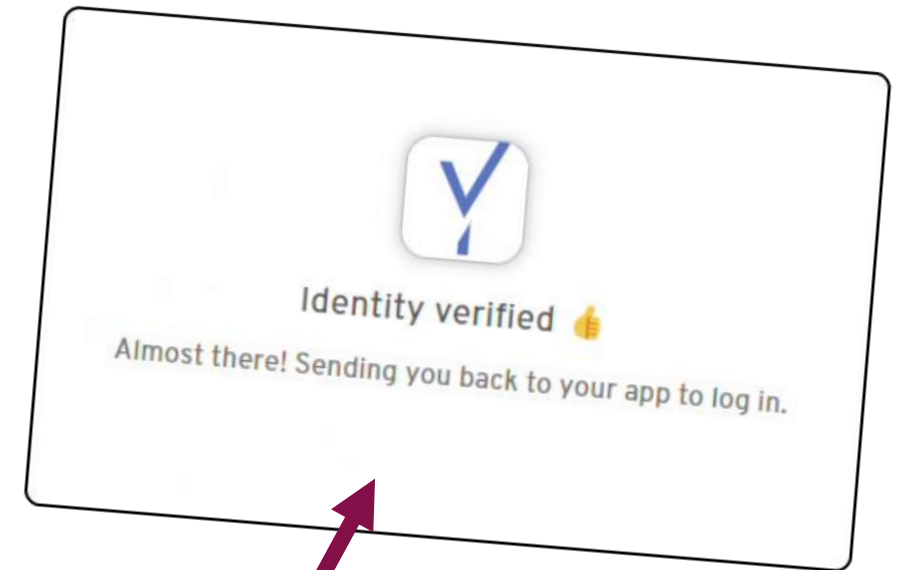 Identity verified 👍
Almost there! Sending you back to your app to log in.